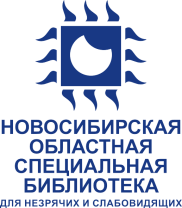 НОВОСИБИРСКАЯ
ОБЛАСТНАЯ
СПЕЦИАЛЬНАЯ
БИБЛИОТЕКА
ДЛЯ НЕЗРЯЧИХ И СЛАБОВИДЯЩИХ